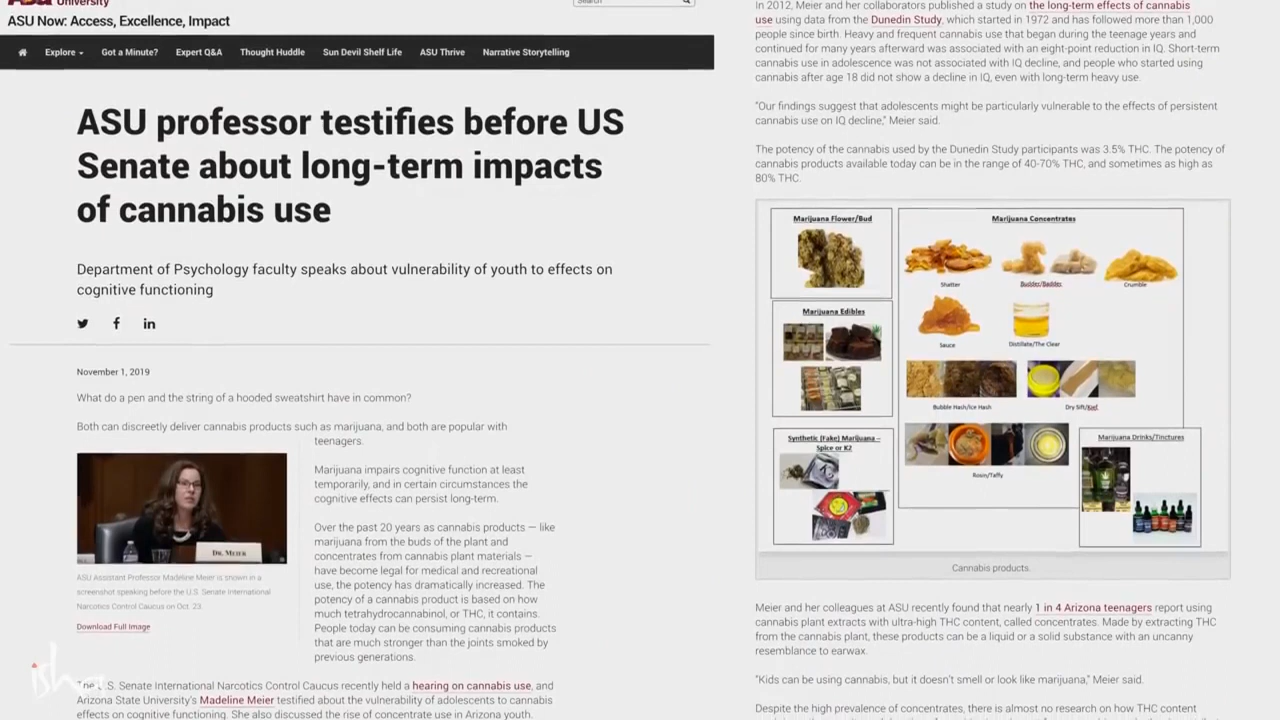 University
ASU Now: Access, Excellence, Impact
Search
Explore
Got a Minute?
Expert Q&A
Thought Huddle
Sun Devil Shelf Life
ASU Thrive
Narrative Storytelling
ASU professor testifies before US
Senate about long-term impacts
of cannabis use
Department of Psychology faculty speaks about vulnerability of youth to effects on
cognitive functioning
November 1, 2019
What do a pen and the string of a hooded sweatshirt have in common?
Both can discreetly deliver cannabis products such as marijuana, and both are popular with
teenagers.
DR. MEIER
ASU Assistant Professor Madeline Meier is shown in a
screenshot speaking before the U.S. Senate International
Narcotics Control Caucus on Oct. 23.
Download Full Image
Marijuana impairs cognitive function at least
temporarily, and in certain circumstances the
cognitive effects can persist long-term.
Over the past 20 years as cannabis products — like
marijuana from the buds of the plant and
concentrates from cannabis plant materials —
have become legal for medical and recreational
use, the potency has dramatically increased. The
potency of a cannabis product is based on how
much tetrahydrocannabinol, or THC, it contains.
People today can be consuming cannabis products
that are much stronger than the joints smoked by
previous generations.
The U.S. Senate International Narcotics Control Caucus recently held a hearing on cannabis use, and
Arizona State University's Madeline Meier testified about the vulnerability of adolescents to cannabis
effects on cognitive functioning. She also discussed the rise of concentrate use in Arizona youth.
isha
In 2012, Meier and her collaborators published a study on the long-term effects of cannabis
use using data from the Dunedin Study, which started in 1972 and has followed more than 1,000
people since birth. Heavy and frequent cannabis use that began during the teenage years and
continued for many years afterward was associated with an eight-point reduction in IQ. Short-term
cannabis use in adolescence was not associated with IQ decline, and people who started using
cannabis after age 18 did not show a decline in IQ, even with long-term heavy use.
“Our findings suggest that adolescents might be particularly vulnerable to the effects of persistent
cannabis use on IQ decline,” Meier said.
The potency of the cannabis used by the Dunedin Study participants was 3.5% THC. The potency of
cannabis products available today can be in the range of 40-70% THC, and sometimes as high as
80% THC.
Marijuana Flower/Bud
Marijuana Edibles
Synthetic (Fake) Marijuana –
Spice or K2
Marijuana Concentrates
Shatter
Budder/Badder
Crumble
Sauce
Distillate/The Clear
Bubble Hash/Ice Hash
Dry Sift/Kief
Rosin/Taffy
Marijuana Drinks/Tinctures
Cannabis products.
Meier and her colleagues at ASU recently found that nearly 1 in 4 Arizona teenagers report using
cannabis plant extracts with ultra-high THC content, called concentrates. Made by extracting THC
from the cannabis plant, these products can be a liquid or a solid substance with an uncanny
resemblance to earwax.
“Kids can be using cannabis, but it doesn't smell or look like marijuana,” Meier said.
Despite the high prevalence of concentrates, there is almost no research on how THC content